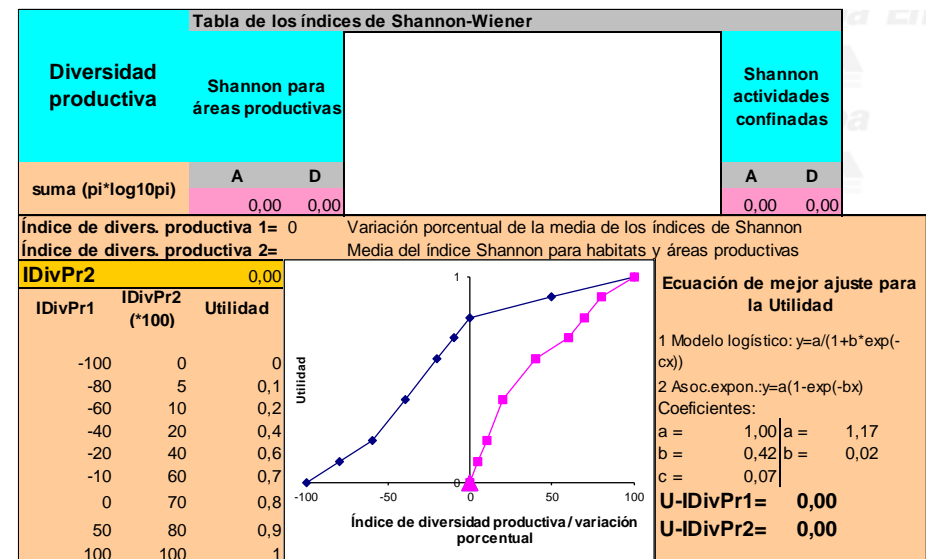 Tabla de los índices de Shannon-Wiener
Diversidad
productiva
Shannon para
áreas productivas
Shannon
actividades
confinadas
suma (pi*log10pi)
A D
0,00 0,00
A D
0,00 0,00
Índice de divers. productiva 1= 0 Variación porcentual de la media de los índices de Shannon
Índice de divers. productiva 2= Media del índice Shannon para habitats y áreas productivas
IDivPr2 0,00
IDivPr1 IDivPr2 (*100) Utilidad
-100 0 0
-80 5 0,1
-60 10 0,2
-40 20 0,4
-20 40 0,6
-10 60 0,7
0 70 0,8
50 80 0,9
100 100 1
Utilidad
1
0
-100 -50 0 50 100
Índice de diversidad productiva / variación
porcentual
Ecuación de mejor ajuste para
la Utilidad
1 Modelo logístico: y=a/(1+b*exp(-
cx))
2 Asoc.expon.:y=a(1-exp(-bx)
Coeficientes:
a = 1,00 a = 1,17
b = 0,42 b = 0,02
c = 0,07
U-IDivPr1= 0,00
U-IDivPr2= 0,00